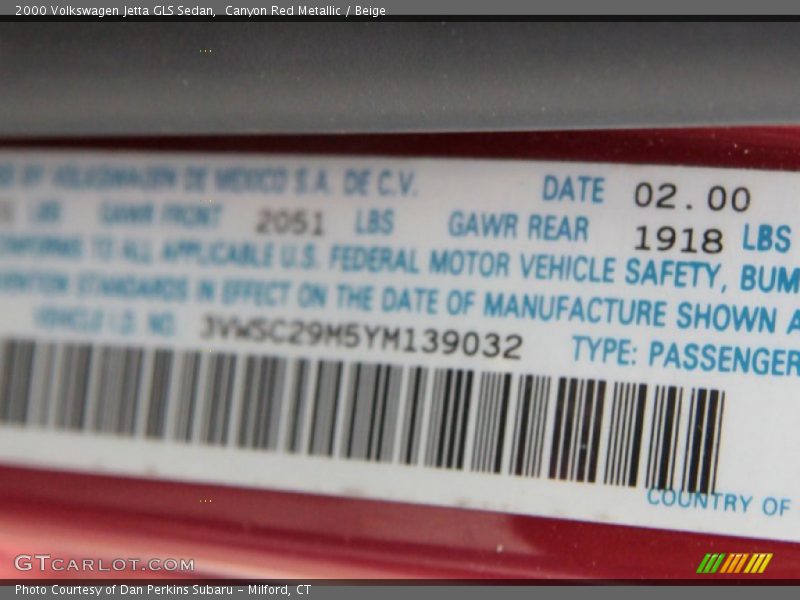 2000 Volkswagen Jetta GLS Sedan, Canyon Red Metallic / Beige
BY VOLKSWAGEN DE MEXICO S.A. DE C.V. DATE 02.00
LBS GAWR FRONT 2051 LBS GAWR REAR 1918 LBS
CONFORMS TO ALL APPLICABLE U.S. FEDERAL MOTOR VEHICLE SAFETY, BUM
STANDARDS IN EFFECT ON THE DATE OF MANUFACTURE SHOWN A
VEHICLE I.D. NO. 3VWSC29M5YM139032 TYPE: PASSENGER
COUNTRY OF
GTCARLOT.COM
Photo Courtesy of Dan Perkins Subaru - Milford, CT